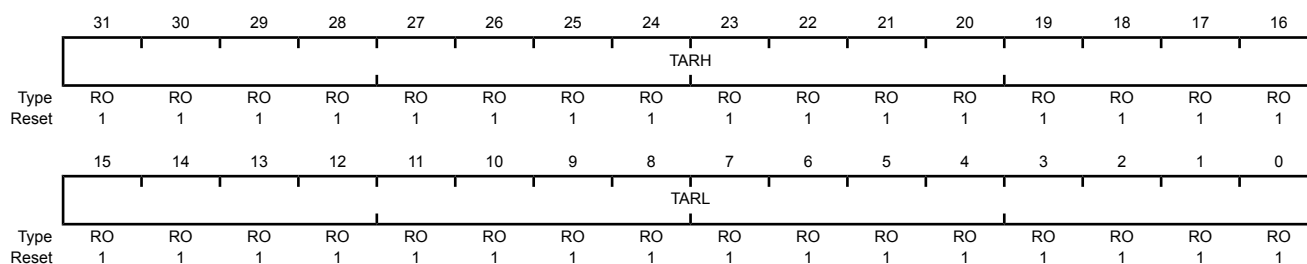 31 30 29 28 27 26 25 24 23 22 21 20 19 18 17 16
TARH
Type RO RO RO RO RO RO RO RO RO RO RO RO RO RO RO RO
Reset 1 1 1 1 1 1 1 1 1 1 1 1 1 1 1 1
15 14 13 12 11 10 9 8 7 6 5 4 3 2 1 0
TARL
Type RO RO RO RO RO RO RO RO RO RO RO RO RO RO RO RO
Reset 1 1 1 1 1 1 1 1 1 1 1 1 1 1 1 1